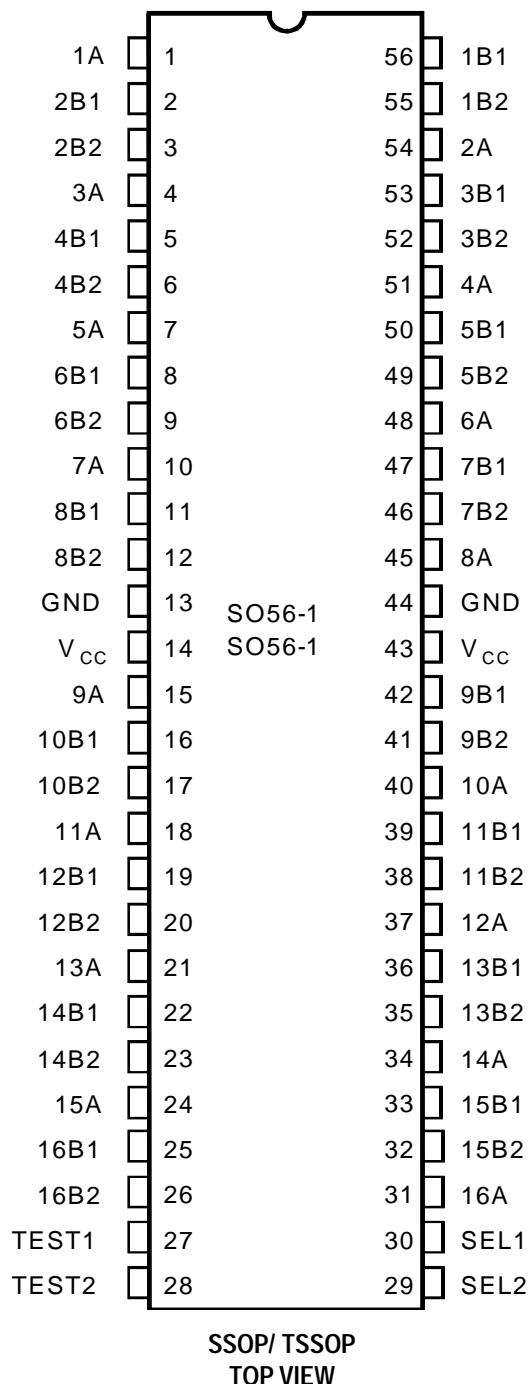 1A 1 56 1B1
2B1 2 55 1B2
2B2 3 54 2A
3A 4 53 3B1
4B1 5 52 3B2
4B2 6 51 4A
5A 7 50 5B1
6B1 8 49 5B2
6B2 9 48 6A
7A 10 47 7B1
8B1 11 46 7B2
8B2 12 45 8A
GND 13 44 GND
SO56-1
VCC 14 SO56-1 43 VCC
9A 15 42 9B1
10B1 16 41 9B2
10B2 17 40 10A
11A 18 39 11B1
12B1 19 38 11B2
12B2 20 37 12A
13A 21 36 13B1
14B1 22 35 13B2
14B2 23 34 14A
15A 24 33 15B1
16B1 25 32 15B2
16B2 26 31 16A
TEST1 27 30 SEL1
TEST2 28 29 SEL2
SSOP/ TSSOP
TOP VIEW